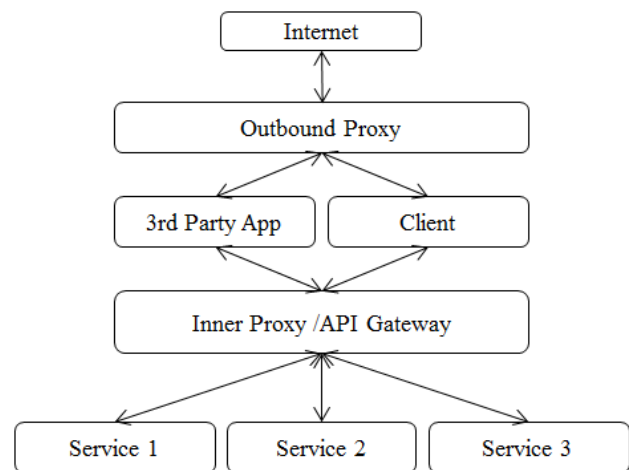 Internet
Outbound Proxy
3rd Party App
Client
Inner Proxy /API Gateway
Service 1
Service 2
Service 3